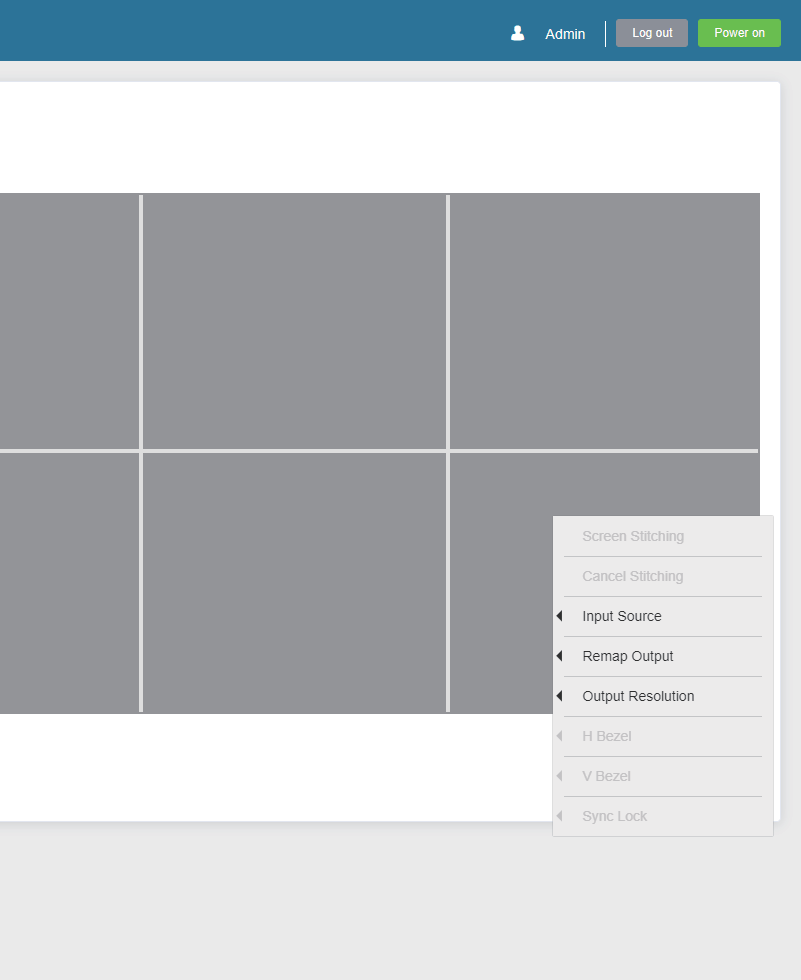 Admin
Log out
Power on
Screen Stitching
Cancel Stitching
Input Source
Remap Output
Output Resolution
H Bezel
V Bezel
Sync Lock